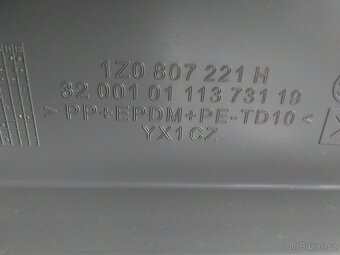 1Z0 807 221 H
32 001 01 113 731 19
> PP+EPDM+PE-TD10 <
YX1CZ